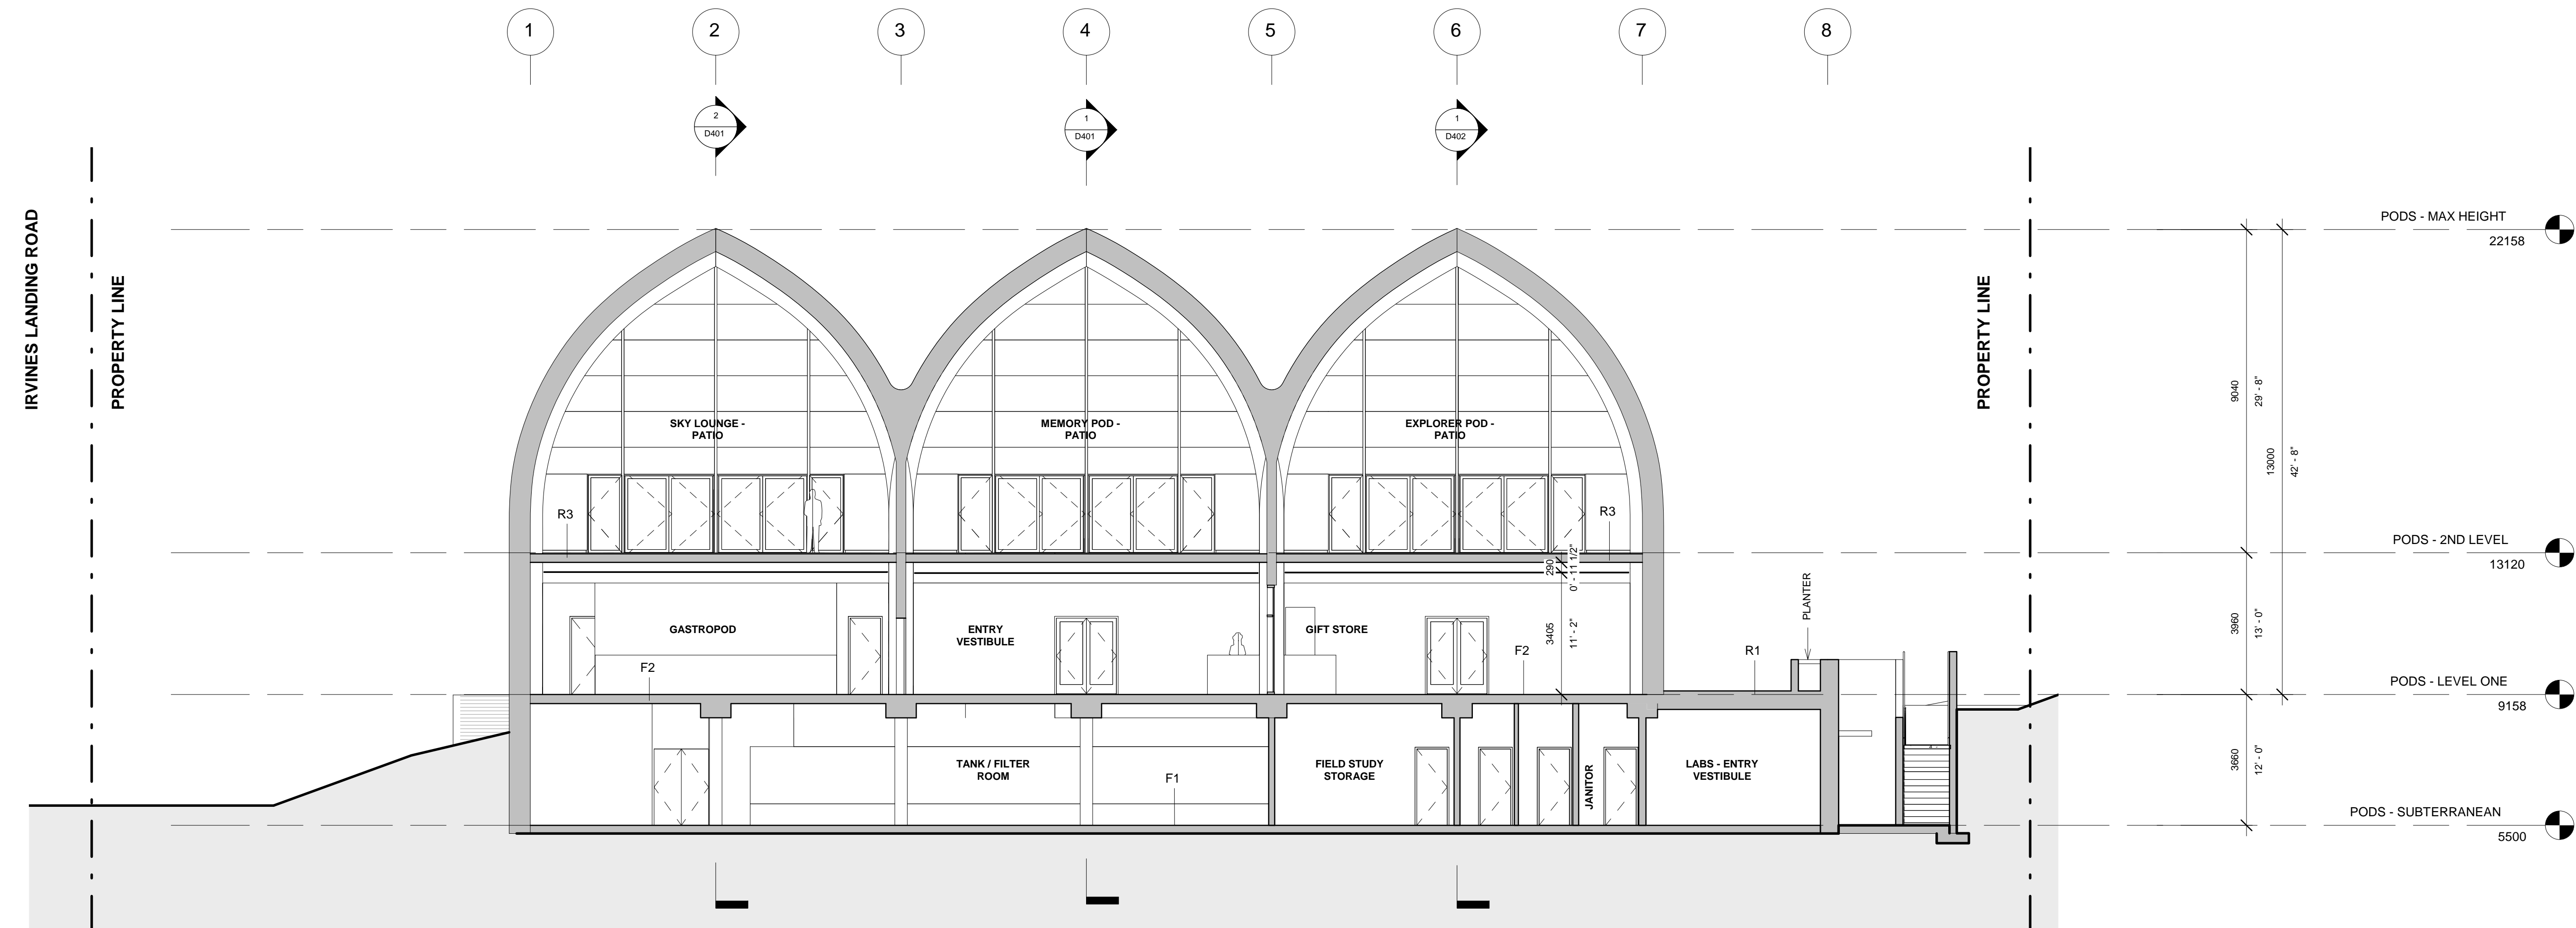 1
2
3
4
5
6
7
8
2
D401
1
D401
1
D402
IRVINES LANDING ROAD
PROPERTY LINE
PROPERTY LINE
PODS - MAX HEIGHT
22158
9040
29' - 8"
13000
42' - 8"
SKY LOUNGE -
PATIO
MEMORY POD -
PATIO
EXPLORER POD -
PATIO
R3
R3
PODS - 2ND LEVEL
13120
290
0' - 11 1/2"
PLANTER
GASTROPOD
ENTRY
VESTIBULE
GIFT STORE
3405
11' - 2"
3960
13' - 0"
F2
F2
R1
PODS - LEVEL ONE
9158
TANK / FILTER
ROOM
F1
FIELD STUDY
STORAGE
JANITOR
LABS - ENTRY
VESTIBULE
3660
12' - 0"
PODS - SUBTERRANEAN
5500